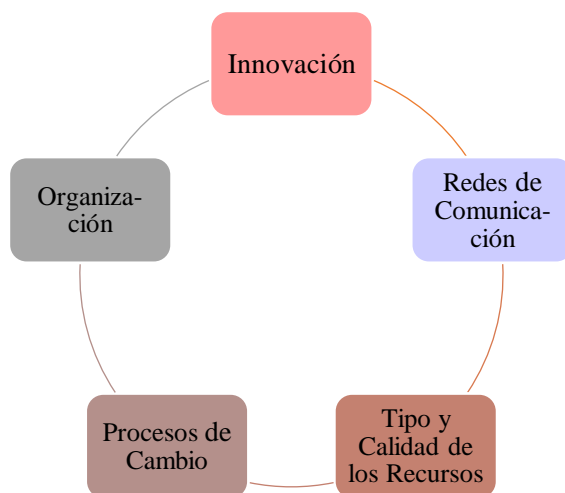 Innovación
Redes de
Comunica-
ción
Tipo y
Calidad de
los Recursos
Procesos de
Cambio
Organiza-
ción